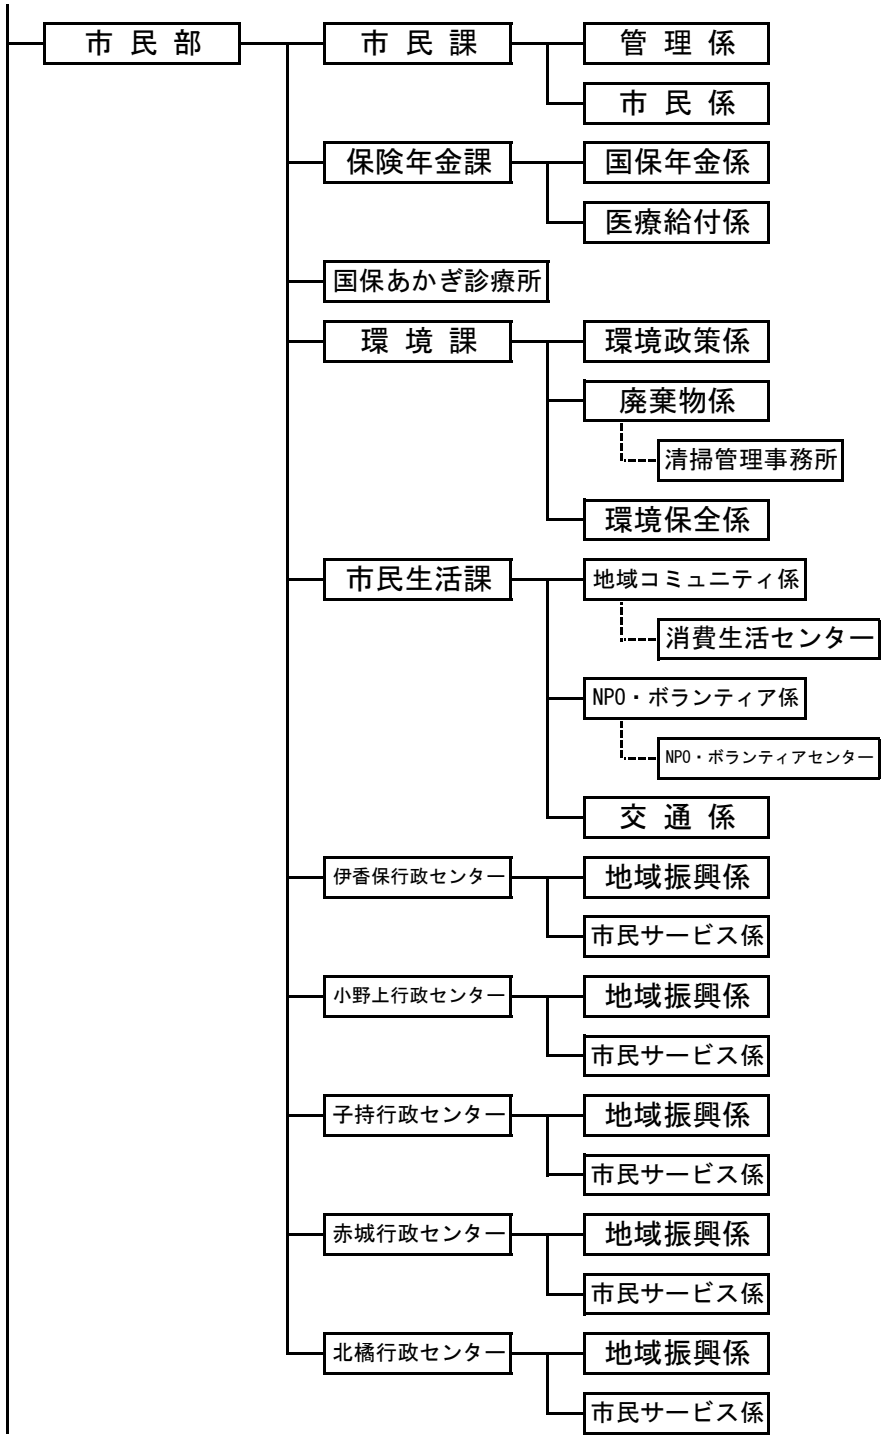 市 民 部
市 民 課
管 理 係
市 民 係
保険年金課
国保年金係
医療給付係
国保あかぎ診療所
環 境 課
環境政策係
廃棄物係
清掃管理事務所
環境保全係
市民生活課
地域コミュニティ係
消費生活センター
NPO・ボランティア係
NPO・ボランティアセンター
交 通 係
伊香保行政センター
地域振興係
市民サービス係
小野上行政センター
地域振興係
市民サービス係
子持行政センター
地域振興係
市民サービス係
赤城行政センター
地域振興係
市民サービス係
北橘行政センター
地域振興係
市民サービス係